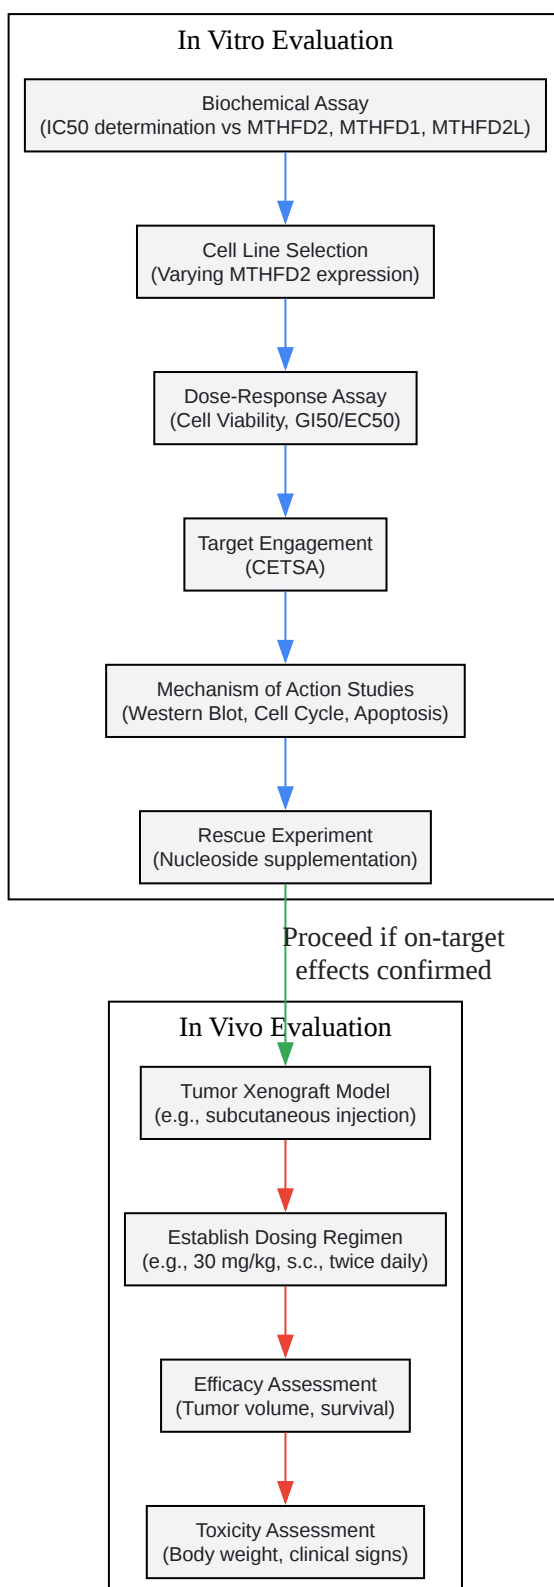 In Vitro Evaluation
Biochemical Assay
(IC50 determination vs MTHFD2, MTHFD1, MTHFD2L)
Cell Line Selection
(Varying MTHFD2 expression)
Dose-Response Assay
(Cell Viability, GI50/EC50)
Target Engagement
(CETSA)
Mechanism of Action Studies
(Western Blot, Cell Cycle, Apoptosis)
Rescue Experiment
(Nucleoside supplementation)
Proceed if on-target
effects confirmed
In Vivo Evaluation
Tumor Xenograft Model
(e.g., subcutaneous injection)
Establish Dosing Regimen
(e.g., 30 mg/kg, s.c., twice daily)
Efficacy Assessment
(Tumor volume, survival)
Toxicity Assessment
(Body weight, clinical signs)